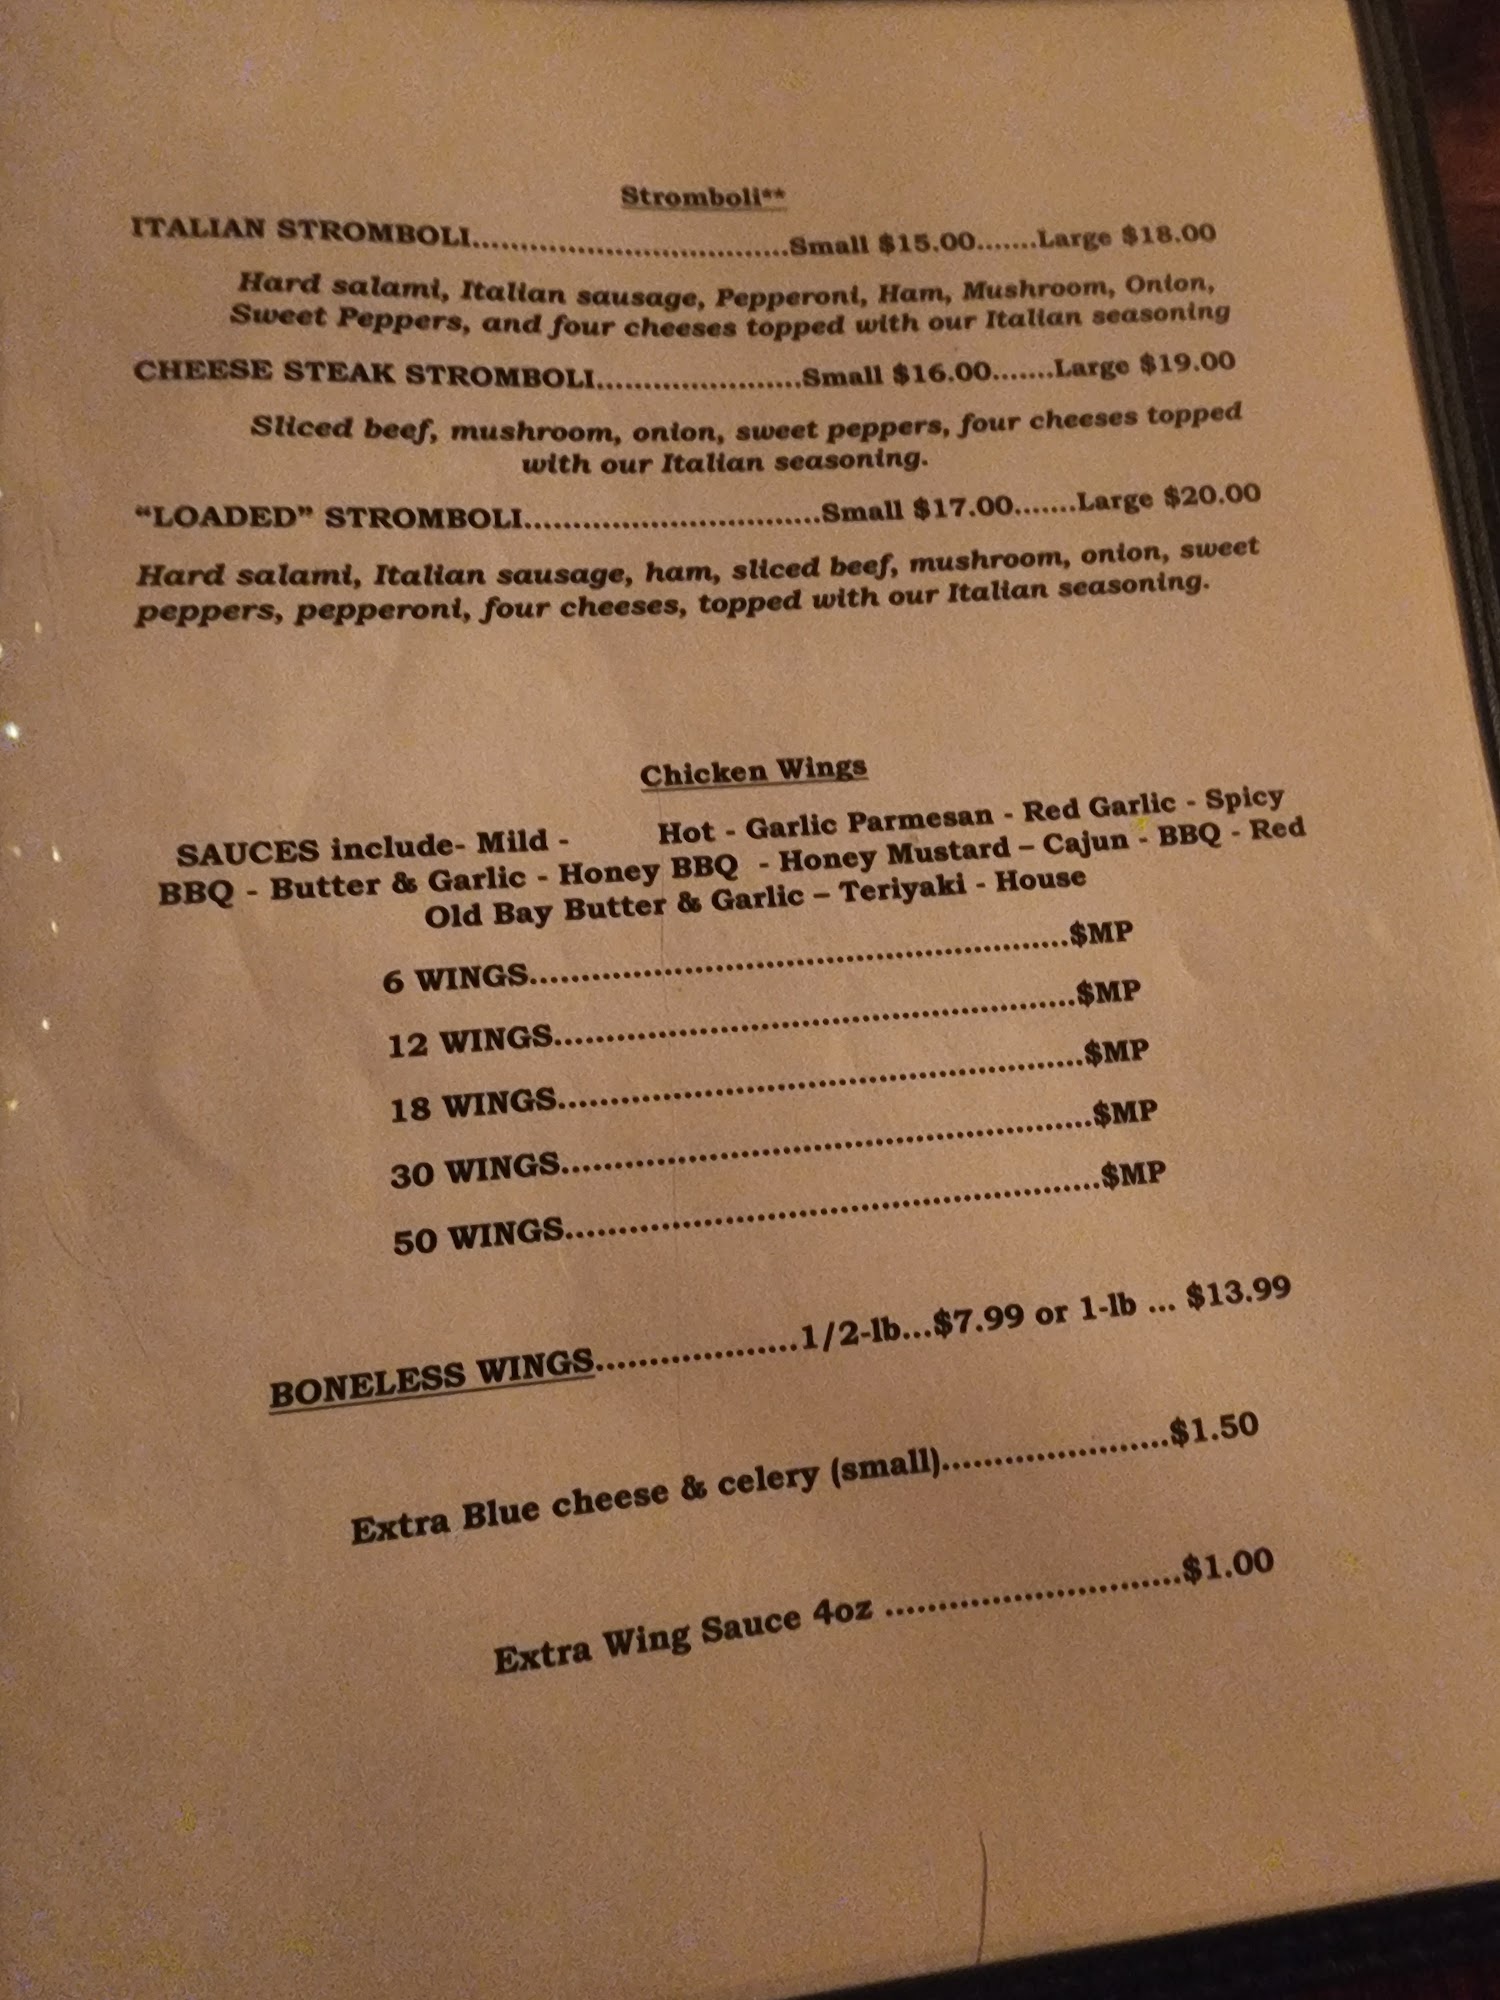 Stromboli**
ITALIAN STROMBOLI.................................Small $15.00.......Large $18.00
Hard salami, Italian sausage, Pepperoni, Ham, Mushroom, Onion,
Sweet Peppers, and four cheeses topped with our Italian seasoning
CHEESE STEAK STROMBOLI.....................Small $16.00.......Large $19.00
Sliced beef, mushroom, onion, sweet peppers, four cheeses topped
with our Italian seasoning.
“LOADED” STROMBOLI..............................Small $17.00.......Large $20.00
Hard salami, Italian sausage, ham, sliced beef, mushroom, onion, sweet
peppers, pepperoni, four cheeses, topped with our Italian seasoning.
Chicken Wings
SAUCES include- Mild - Hot - Garlic Parmesan - Red Garlic - Spicy
BBQ - Butter & Garlic - Honey BBQ - Honey Mustard – Cajun - BBQ - Red
Old Bay Butter & Garlic – Teriyaki - House
6 WINGS....................................................$MP
12 WINGS..................................................$MP
18 WINGS..................................................$MP
30 WINGS..................................................$MP
50 WINGS..................................................$MP
BONELESS WINGS...................1/2-lb...$7.99 or 1-lb ... $13.99
Extra Blue cheese & celery (small)......................$1.50
Extra Wing Sauce 4oz ............................$1.00